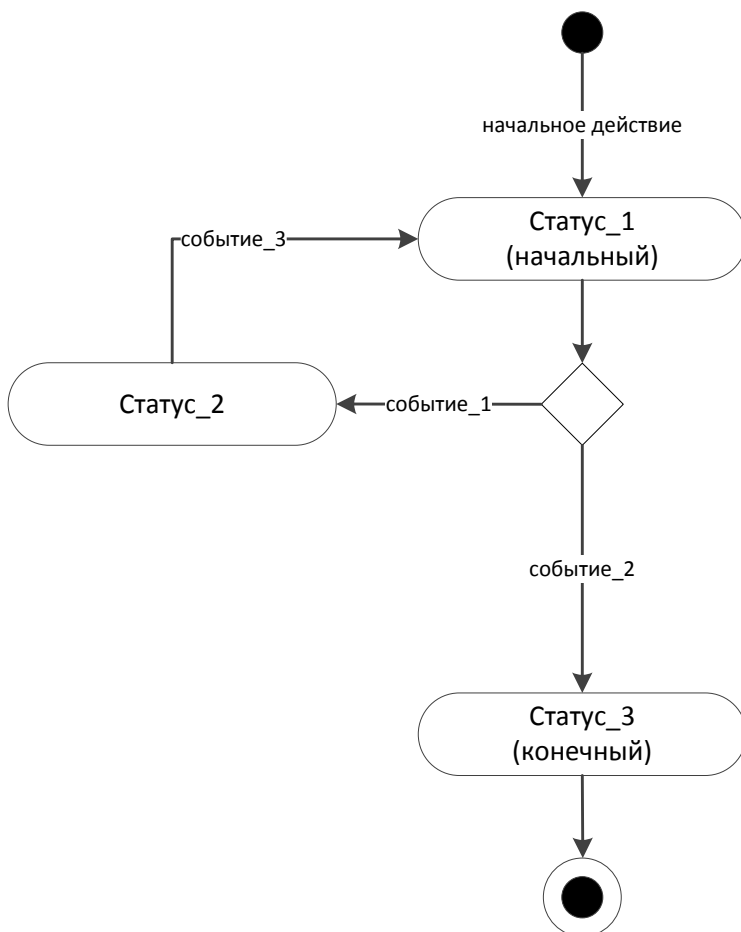 начальное действие
Статус_1
(начальный)
событие_3
Статус_2
событие_1
событие_2
Статус_3
(конечный)